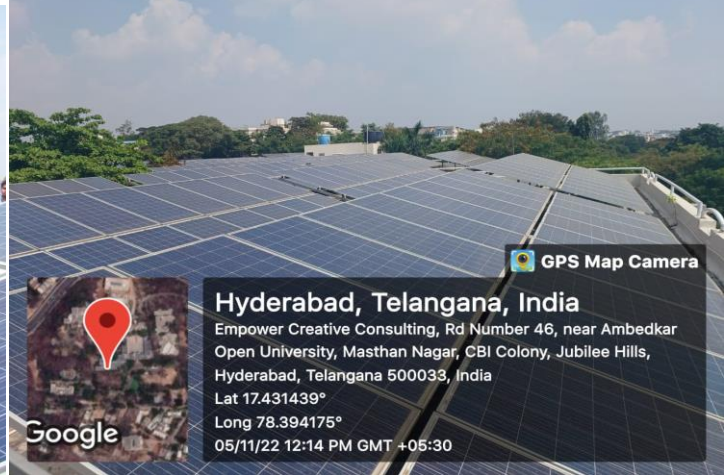 GPS Map Camera
Hyderabad, Telangana, India
Empower Creative Consulting, Rd Number 46, near Ambedkar
Open University, Masthan Nagar, CBI Colony, Jubilee Hills,
Hyderabad, Telangana 500033, India
Lat 17.431439°
Long 78.394175°
05/11/22 12:14 PM GMT +05:30
Google